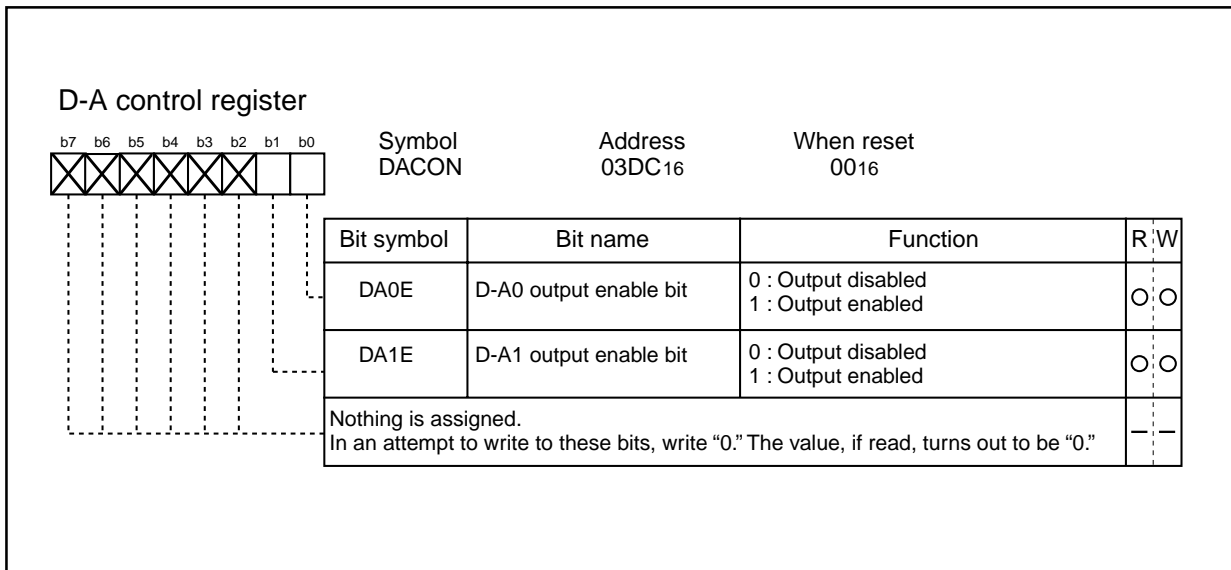 D-A control register
b7 b6 b5 b4 b3 b2 b1 b0
Symbol Address When reset
DACON 03DC16 0016
Bit symbol Bit name Function R W
DA0E D-A0 output enable bit 0 : Output disabled
1 : Output enabled
DA1E D-A1 output enable bit 0 : Output disabled
1 : Output enabled
Nothing is assigned.
In an attempt to write to these bits, write “0.” The value, if read, turns out to be “0.”